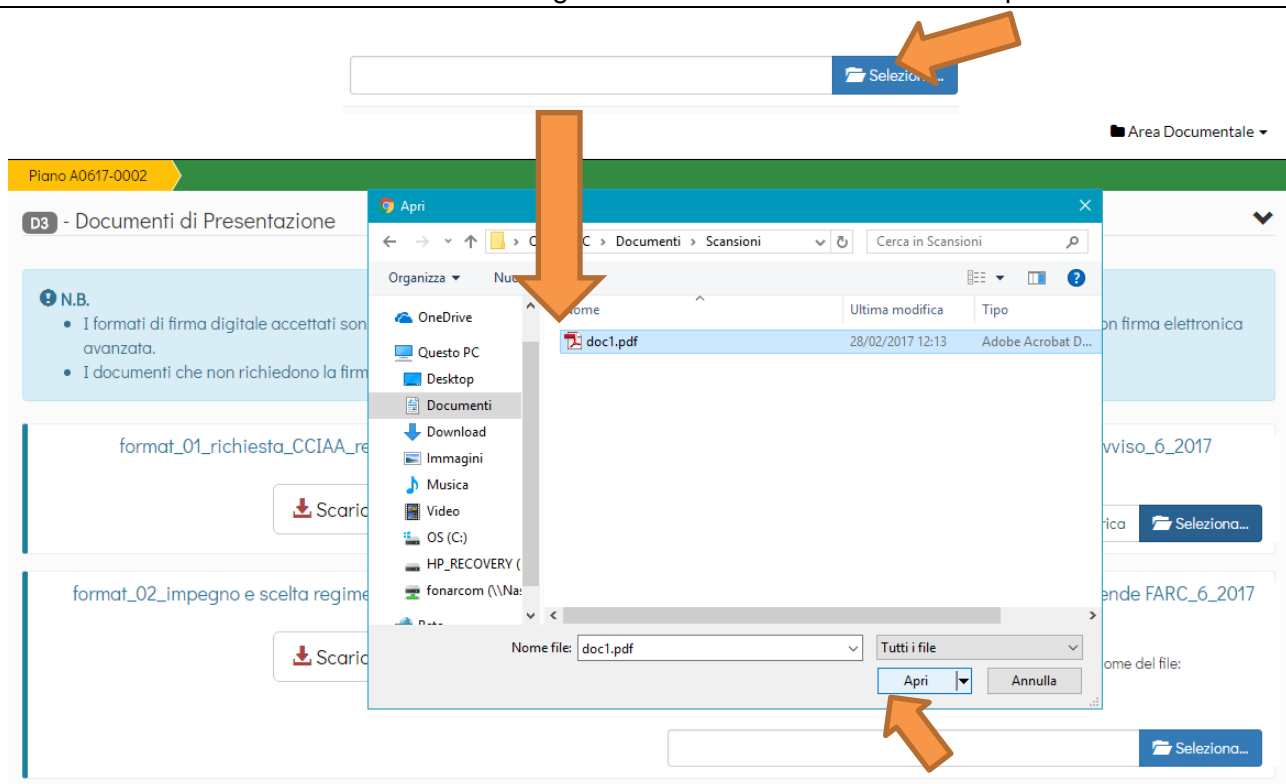 Seleziona...
Area Documentale
Piano A0617-0002
D3 - Documenti di Presentazione
Apri
Documenti > Scansioni
Cerca in Scansioni
Organizza
Nome
Ultima modifica
Tipo
doc1.pdf
28/02/2017 12:13
Adobe Acrobat D...
OneDrive
Questo PC
Desktop
Documenti
Download
Immagini
Musica
Video
OS (C:)
HP_RECOVERY (
fonarcom (\\Nas
Nome file:
doc1.pdf
Tutti i file
Apri
Annulla
N.B.
I formati di firma digitale accettati son
on firma elettronica
avanzata.
I documenti che non richiedono la firm
format_01_richiesta_CCIAA_re
vviso_6_2017
Scaric
rica
Seleziona...
format_02_impegno e scelta regime
ende FARC_6_2017
Scaric
ome del file:
Seleziona...